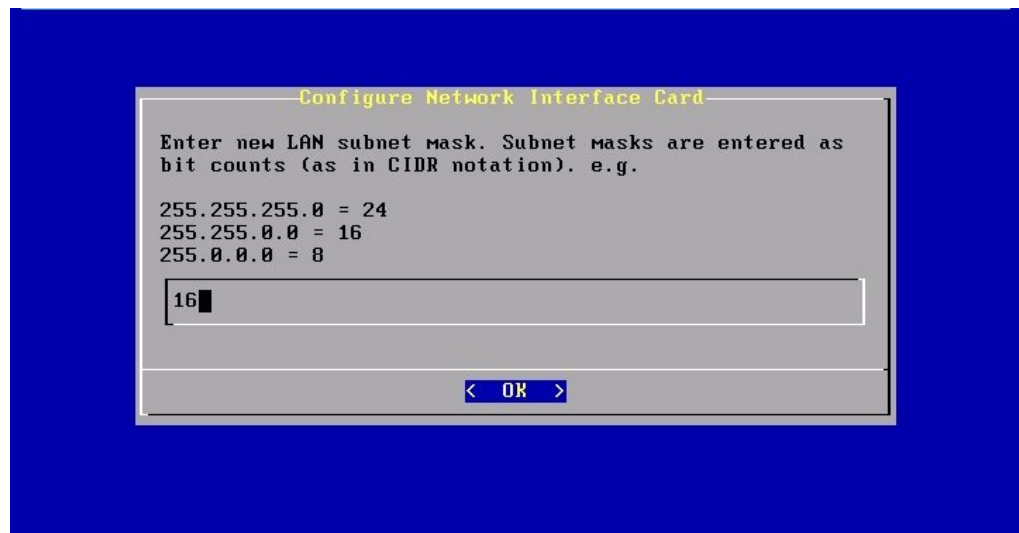 Configure Network Interface Card
Enter new LAN subnet mask. Subnet masks are entered as
bit counts (as in CIDR notation). e.g.
255.255.255.0 = 24
255.255.0.0 = 16
255.0.0.0 = 8
16
< OK >